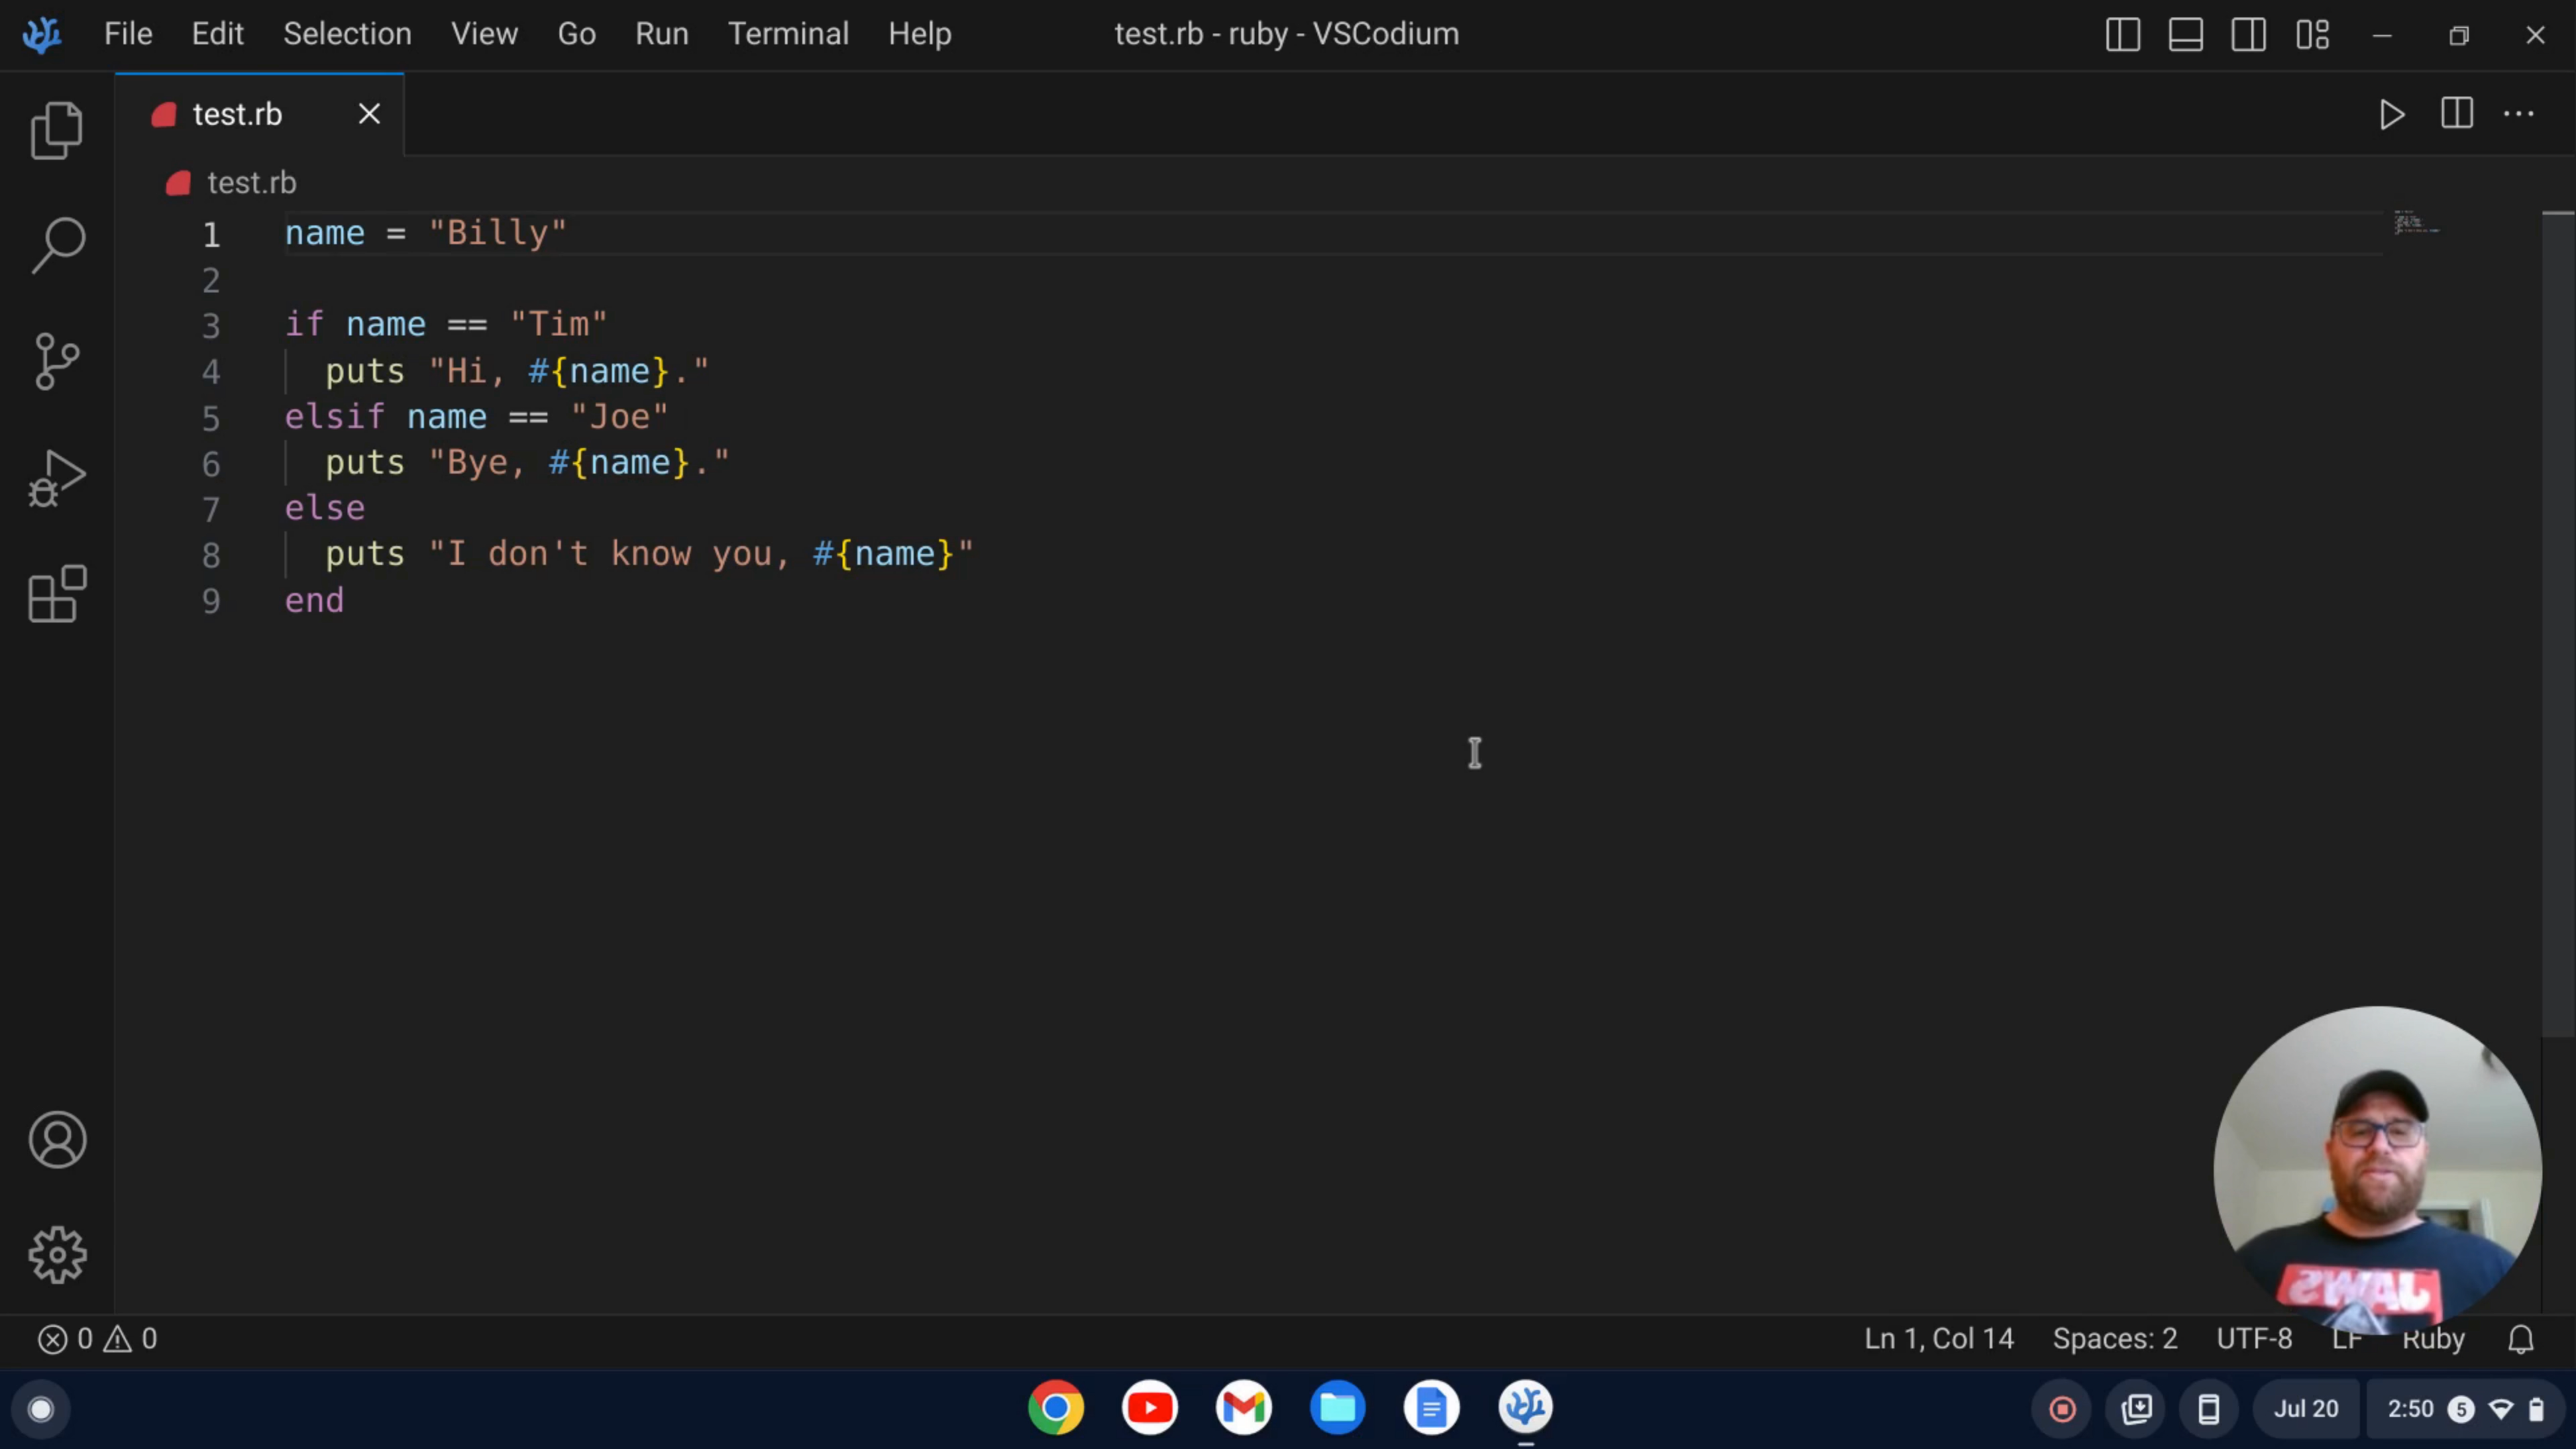 File Edit Selection View Go Run Terminal Help test.rb - ruby - VSCodium
test.rb
test.rb
1 name = "Billy"
2
3 if name == "Tim"
4 puts "Hi, #{name}."
5 elsif name == "Joe"
6 puts "Bye, #{name}."
7 else
8 puts "I don't know you, #{name}"
9 end
JAWS
0 0 Ln 1, Col 14 Spaces: 2 UTF-8 LF Ruby
Jul 20 2:50 5